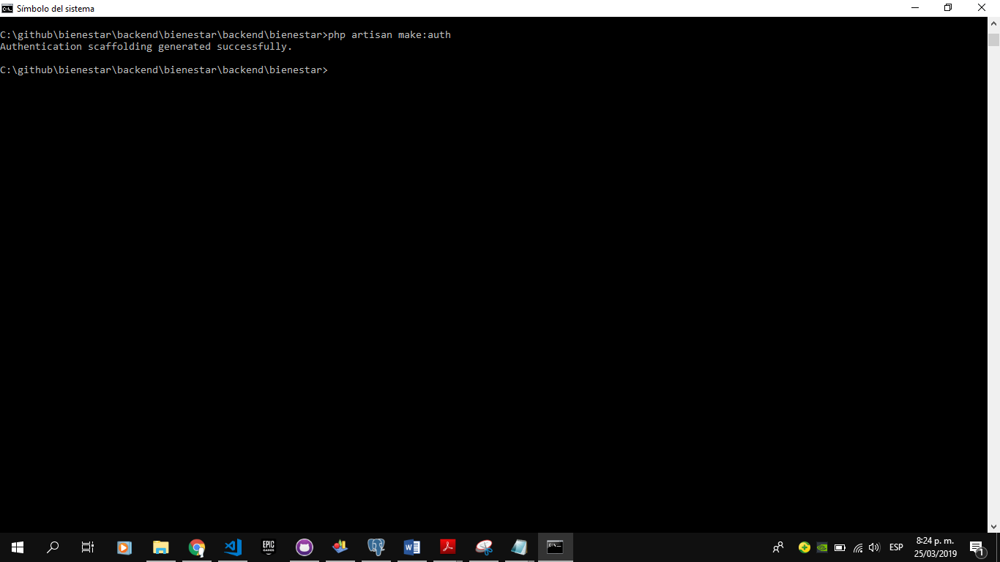 Símbolo del sistema
C:\github\bienestar\backend\bienestar\backend\bienestar>php artisan make:auth
Authentication scaffolding generated successfully.
C:\github\bienestar\backend\bienestar\backend\bienestar>
EPIC
GAMES
W
ESP
8:24 p. m.
25/03/2019
1